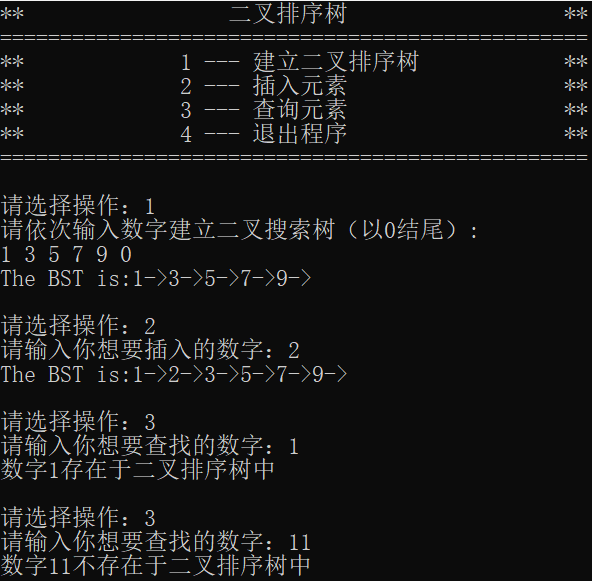 **                 二叉排序树                  **
=================================================
**             1 --- 建立二叉排序树            **
**             2 --- 插入元素                  **
**             3 --- 查询元素                  **
**             4 --- 退出程序                  **
=================================================
请选择操作：1
请依次输入数字建立二叉搜索树（以0结尾）：
1 3 5 7 9 0
The BST is:1->3->5->7->9->
请选择操作：2
请输入你想要插入的数字：2
The BST is:1->2->3->5->7->9->
请选择操作：3
请输入你想要查找的数字：1
数字1存在于二叉排序树中
请选择操作：3
请输入你想要查找的数字：11
数字11不存在于二叉排序树中